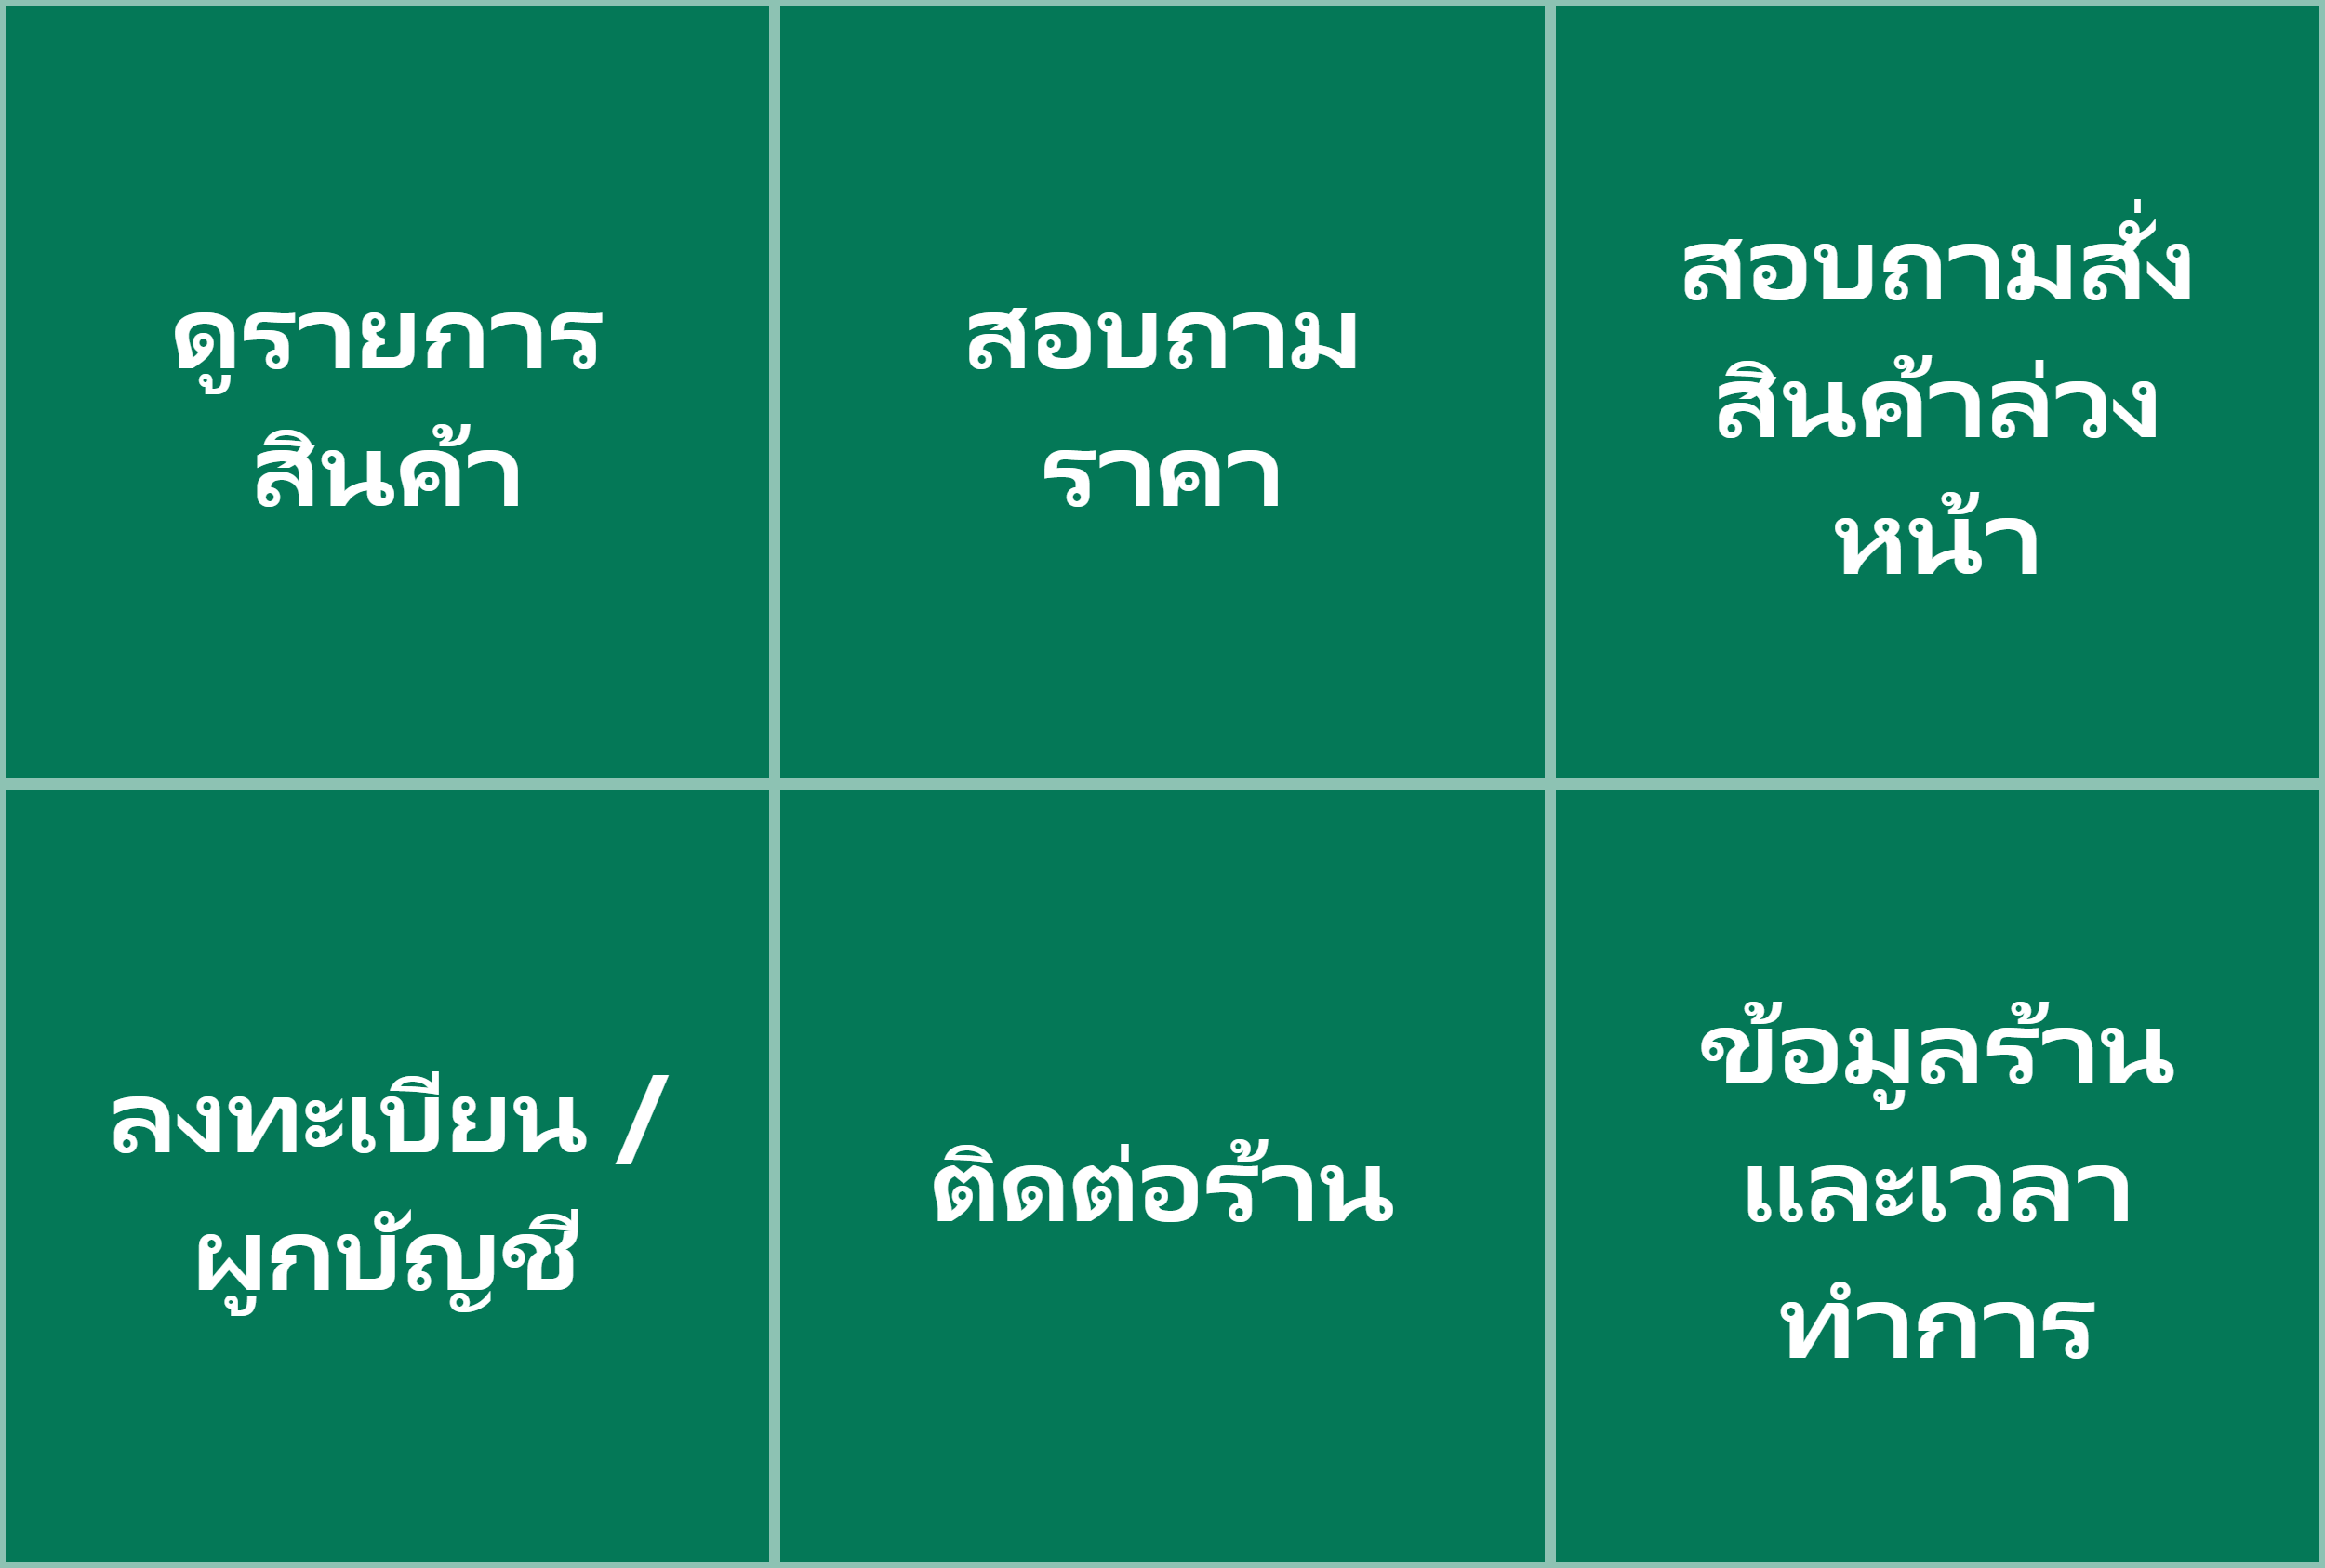 ดูรายการ
สินค้า
สอบถาม
ราคา
สอบถามสั่ง
สินค้าล่วง
หน้า
ลงทะเบียน /
ผูกบัญชี
ติดต่อร้าน
ข้อมูลร้าน
และเวลา
ทำการ